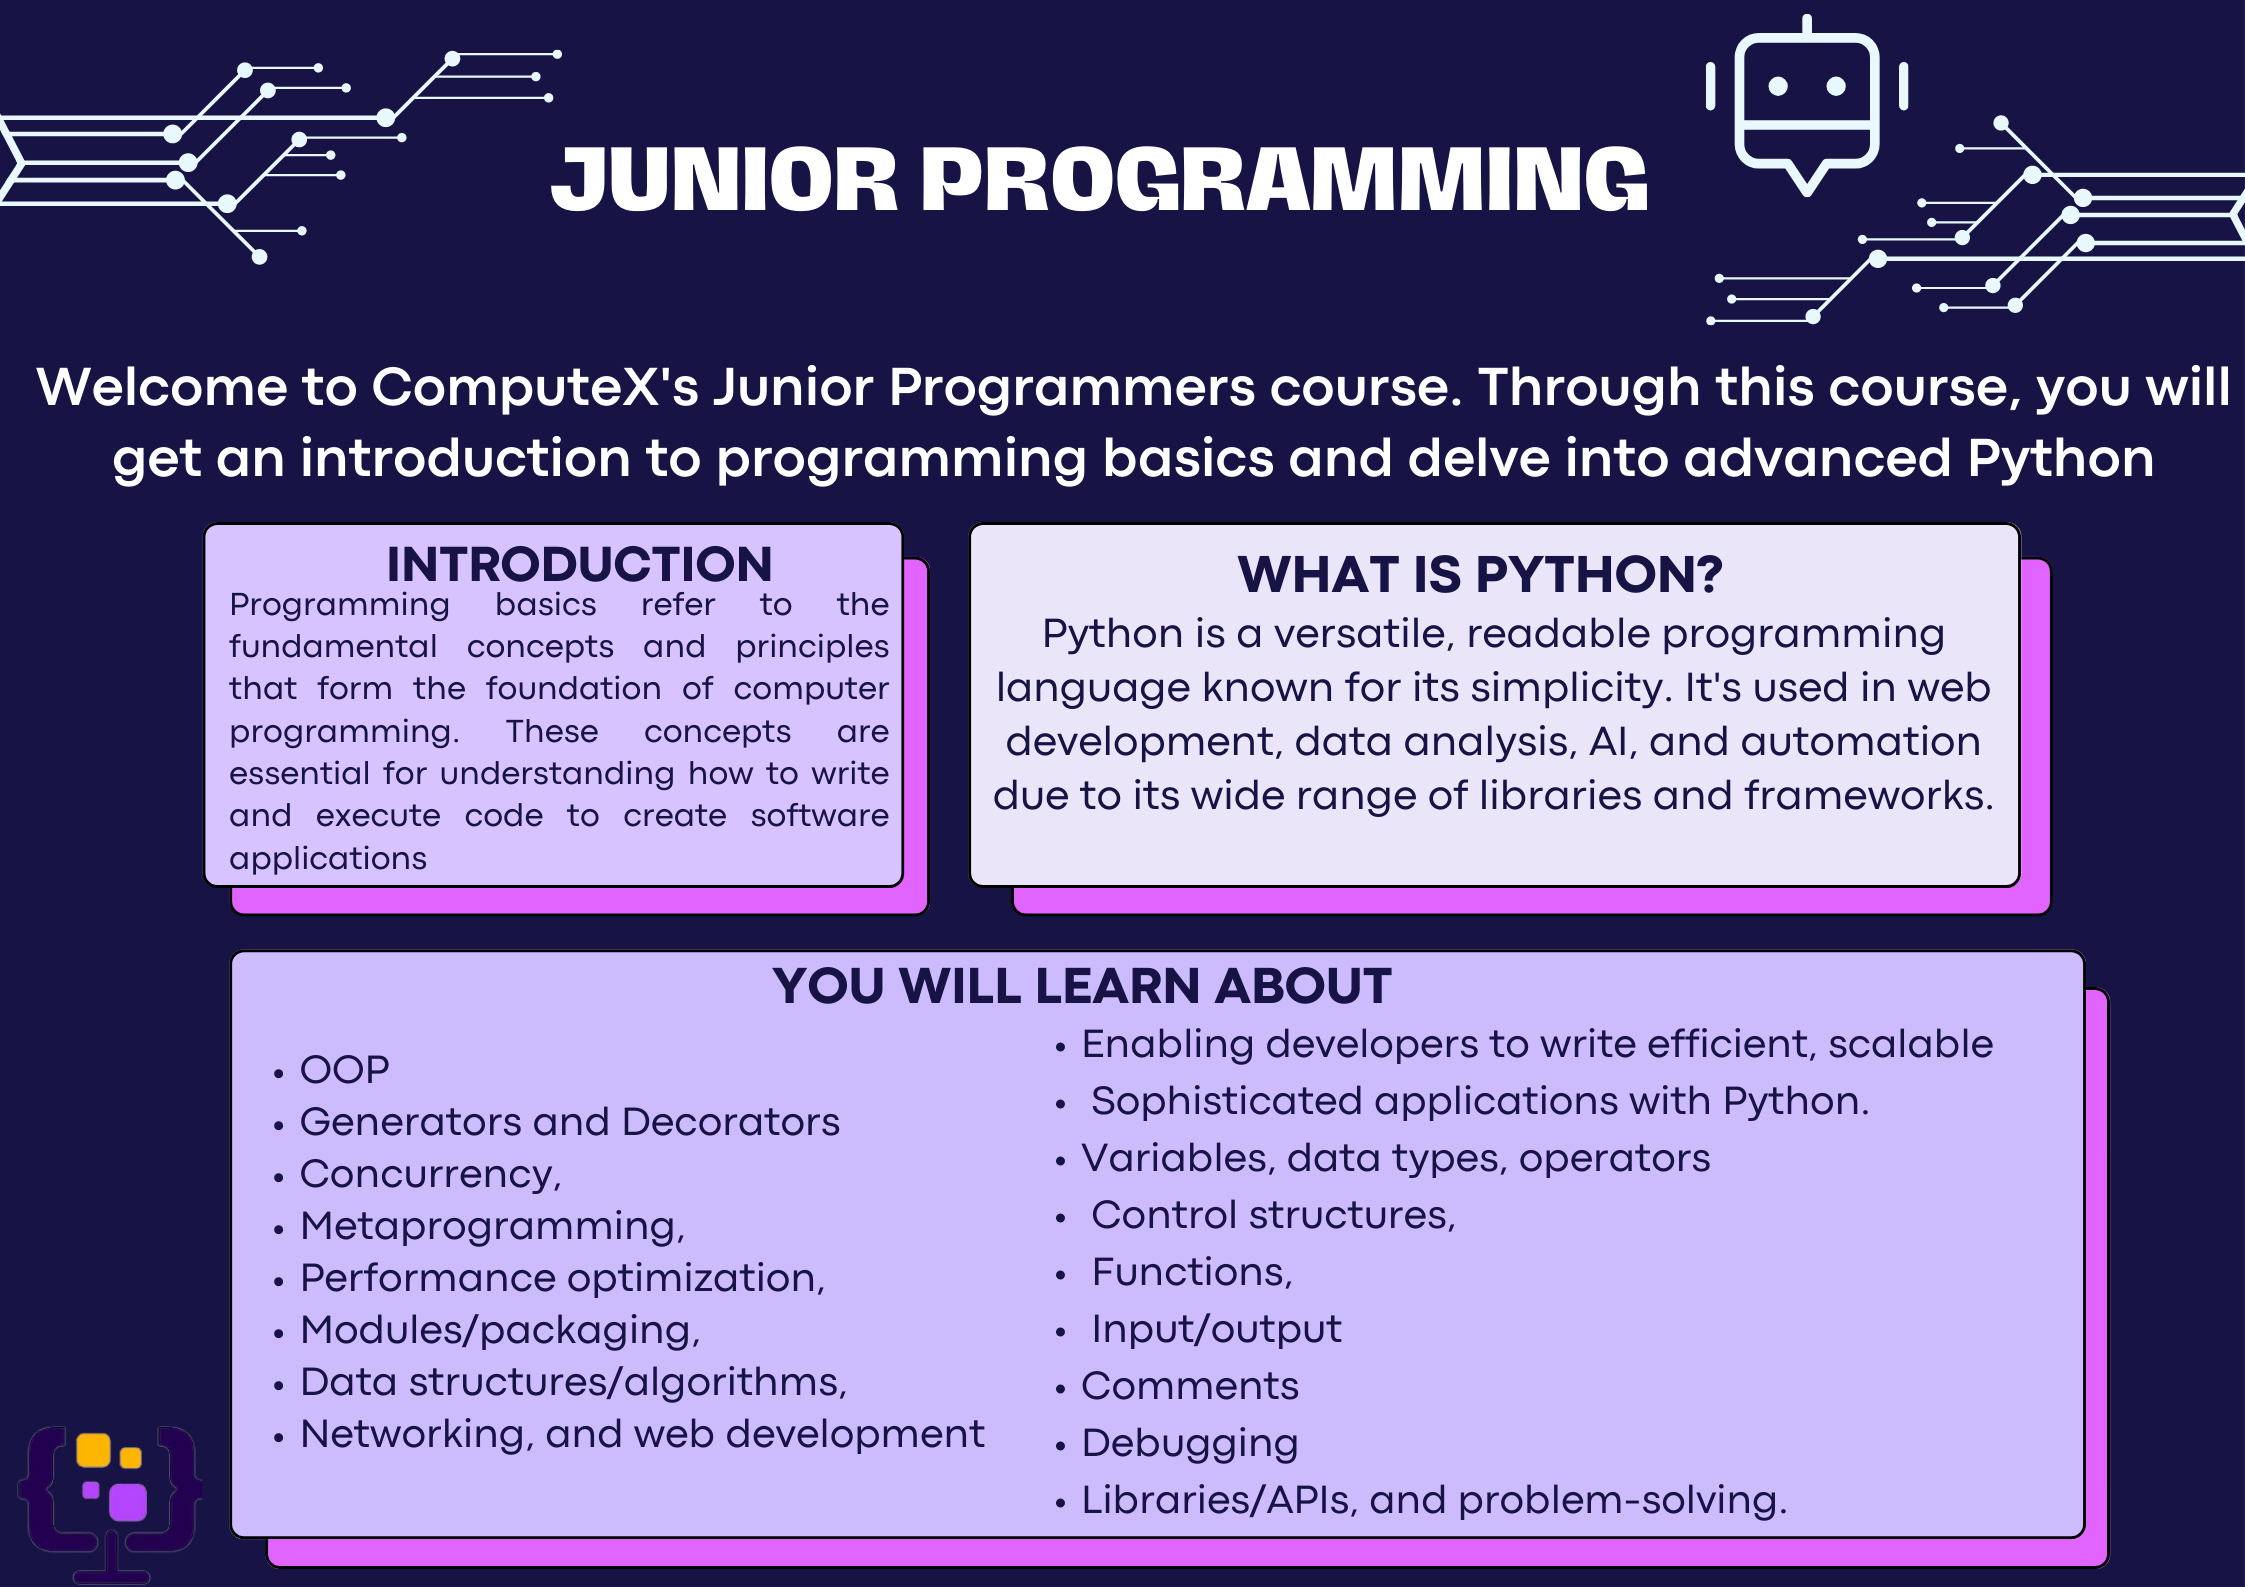 JUNIOR PROGRAMMING
Welcome to ComputeX's Junior Programmers course. Through this course, you will
get an introduction to programming basics and delve into advanced Python
INTRODUCTION
Programming basics refer to the
fundamental concepts and principles
that form the foundation of computer
programming. These concepts are
essential for understanding how to write
and execute code to create software
applications
WHAT IS PYTHON?
Python is a versatile, readable programming
language known for its simplicity. It's used in web
development, data analysis, AI, and automation
due to its wide range of libraries and frameworks.
YOU WILL LEARN ABOUT
• OOP
• Generators and Decorators
• Concurrency,
• Metaprogramming,
• Performance optimization,
• Modules/packaging,
• Data structures/algorithms,
• Networking, and web development
• Enabling developers to write efficient, scalable
• Sophisticated applications with Python.
• Variables, data types, operators
• Control structures,
• Functions,
• Input/output
• Comments
• Debugging
• Libraries/APIs, and problem-solving.